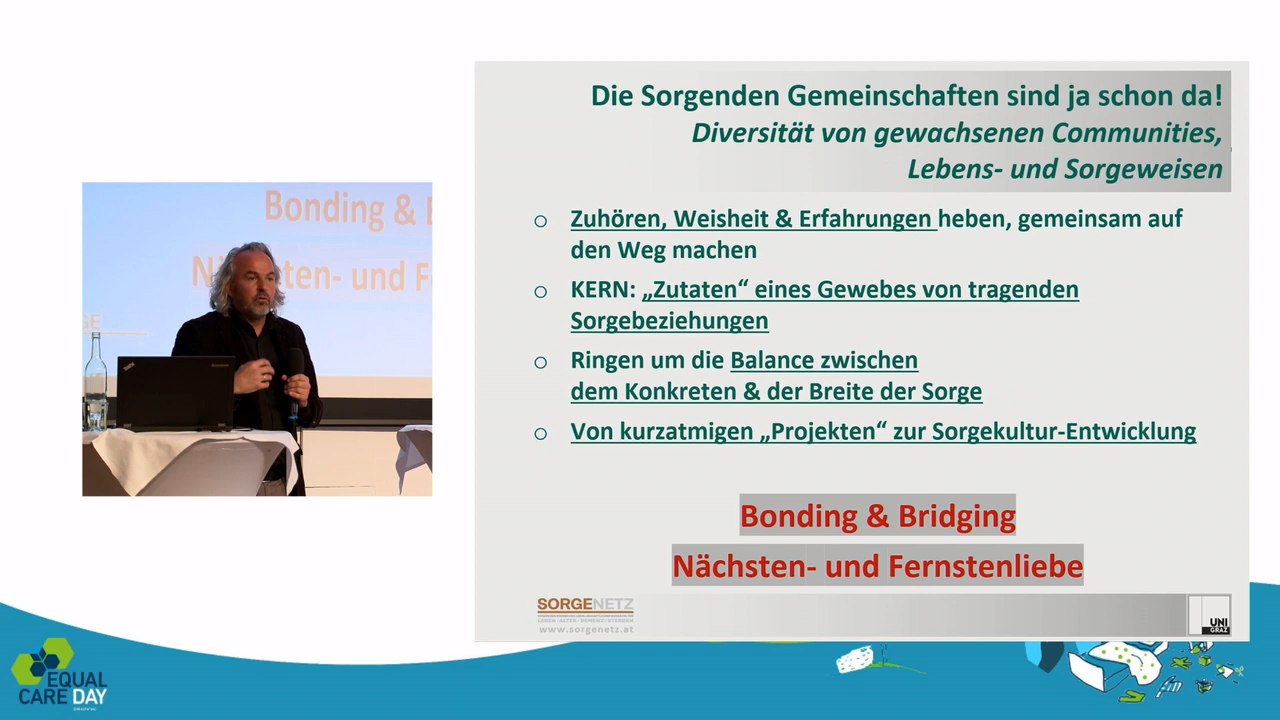 Die Sorgenden Gemeinschaften sind ja schon da!
Diversität von gewachsenen Communities,
Lebens- und Sorgeweisen
o Zuhören, Weisheit & Erfahrungen heben, gemeinsam auf
den Weg machen
o KERN: „Zutaten“ eines Gewebes von tragenden
Sorgebeziehungen
o Ringen um die Balance zwischen
dem Konkreten & der Breite der Sorge
o Von kurzatmigen „Projekten“ zur Sorgekultur-Entwicklung
Bonding & Bridging
Nächsten- und Fernstenliebe
SORGENETZ
www.sorgenetz.at
UNI
GRAZ
Bonding &
EQUAL
CARE DAY